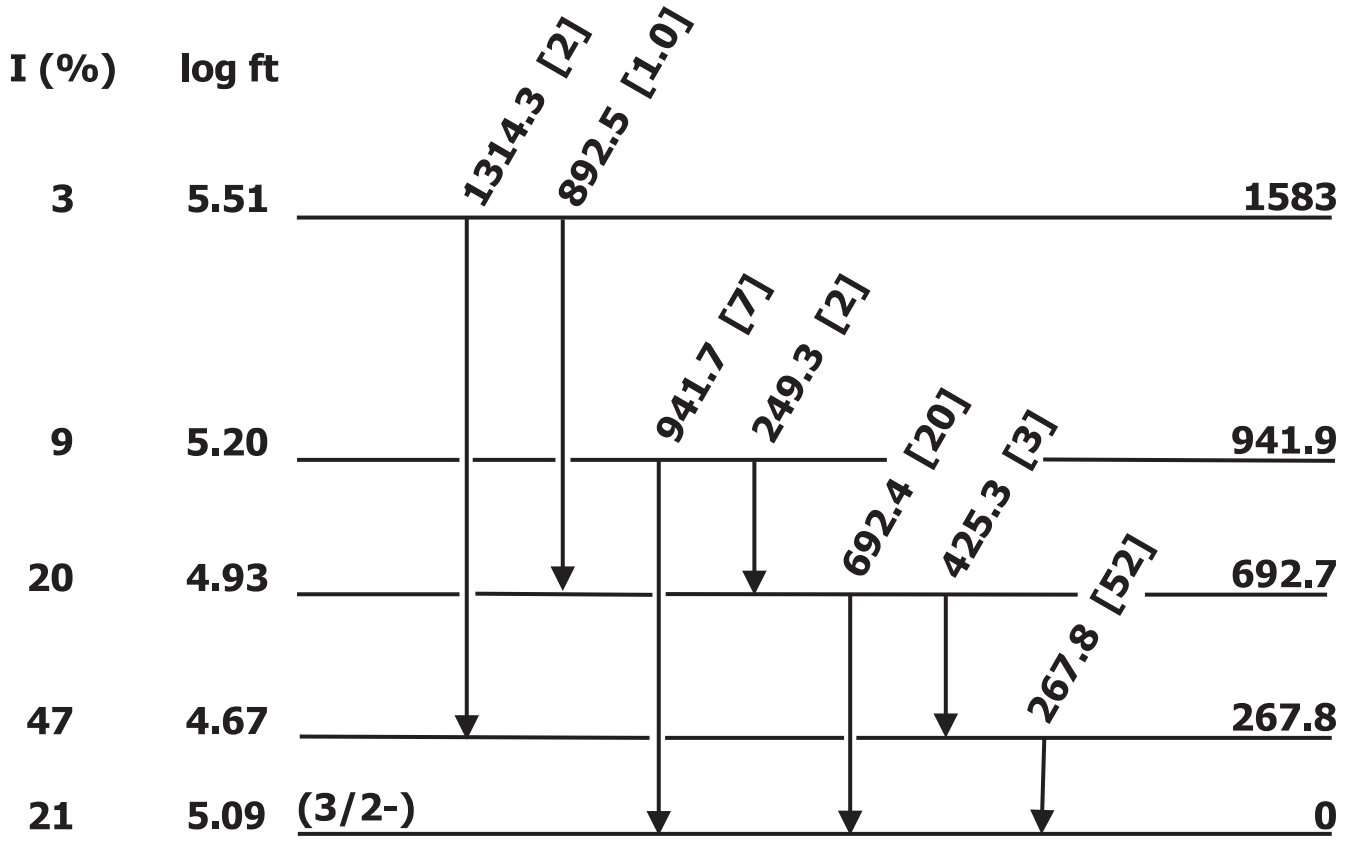 I (%) log ft
1314.3 [2] 892.5 [1.0]
3 5.51 1583
941.7 [7] 249.3 [2]
9 5.20 941.9
692.4 [20] 425.3 [3]
20 4.93 692.7
267.8 [52]
47 4.67 267.8
21 5.09 (3/2-) 0